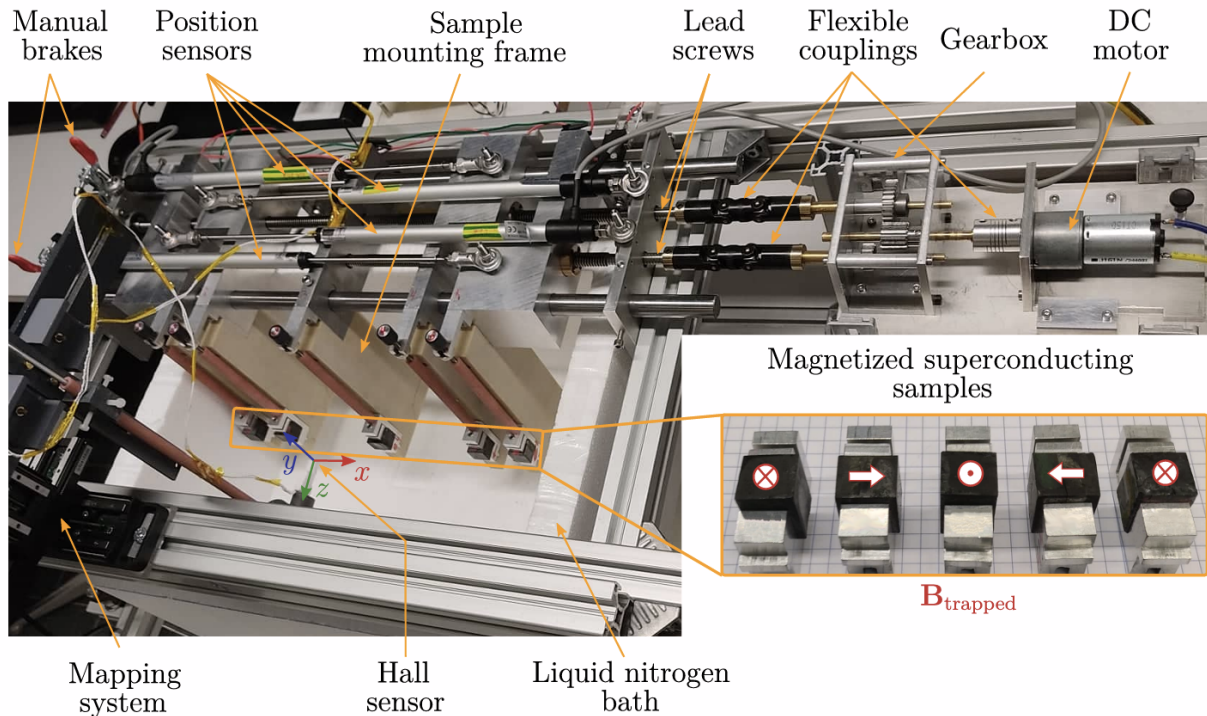 Manual
brakes
Position
sensors
Sample
mounting frame
Lead
screws
Flexible
couplings
Gearbox
DC
motor
Magnetized superconducting
samples
y
x
z
B trapped
Mapping
system
Hall
sensor
Liquid nitrogen
bath